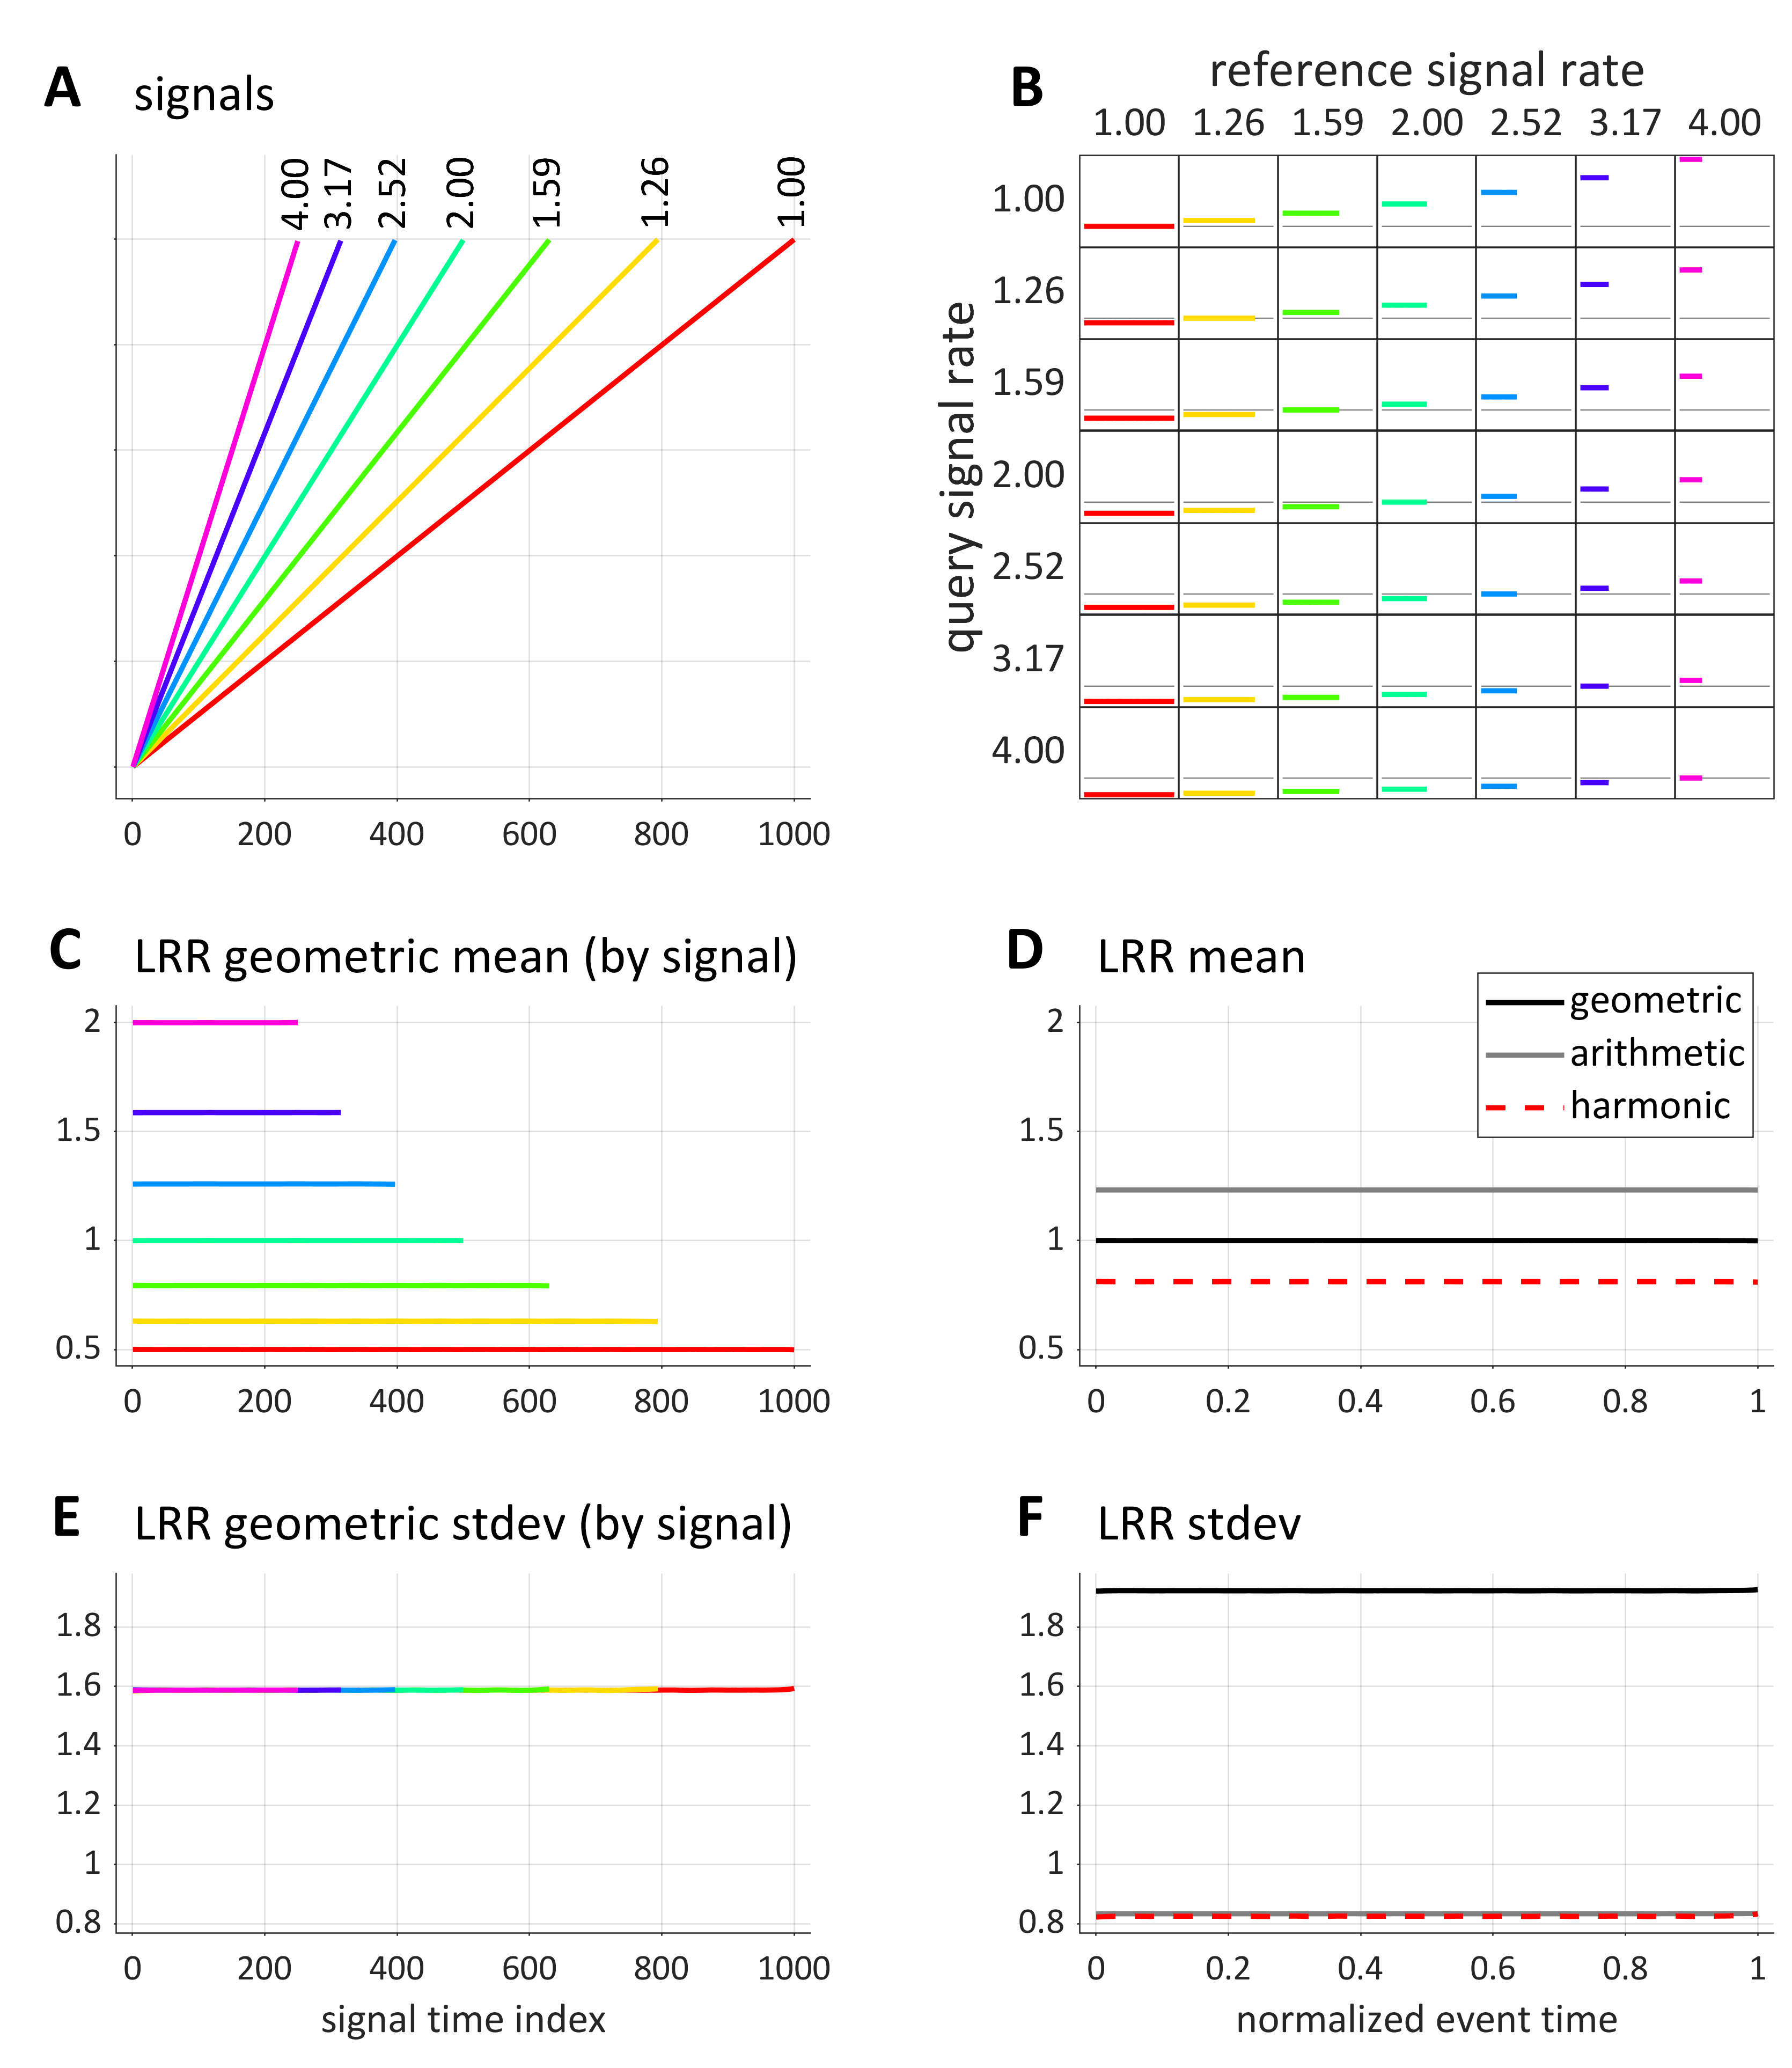 A signals
4.00 3.17 2.52 2.00 1.59 1.26 1.00
0 200 400 600 800 1000
B reference signal rate
1.00 1.26 1.59 2.00 2.52 3.17 4.00
query signal rate
1.00
1.26
1.59
2.00
2.52
3.17
4.00
C LRR geometric mean (by signal)
2
1.5
1
0.5
0 200 400 600 800 1000
D LRR mean
geometric
arithmetic
harmonic
2
1.5
1
0.5
0 0.2 0.4 0.6 0.8 1
E LRR geometric stdev (by signal)
1.8
1.6
1.4
1.2
1
0.8
0 200 400 600 800 1000
signal time index
F LRR stdev
1.8
1.6
1.4
1.2
1
0.8
0 0.2 0.4 0.6 0.8 1
normalized event time